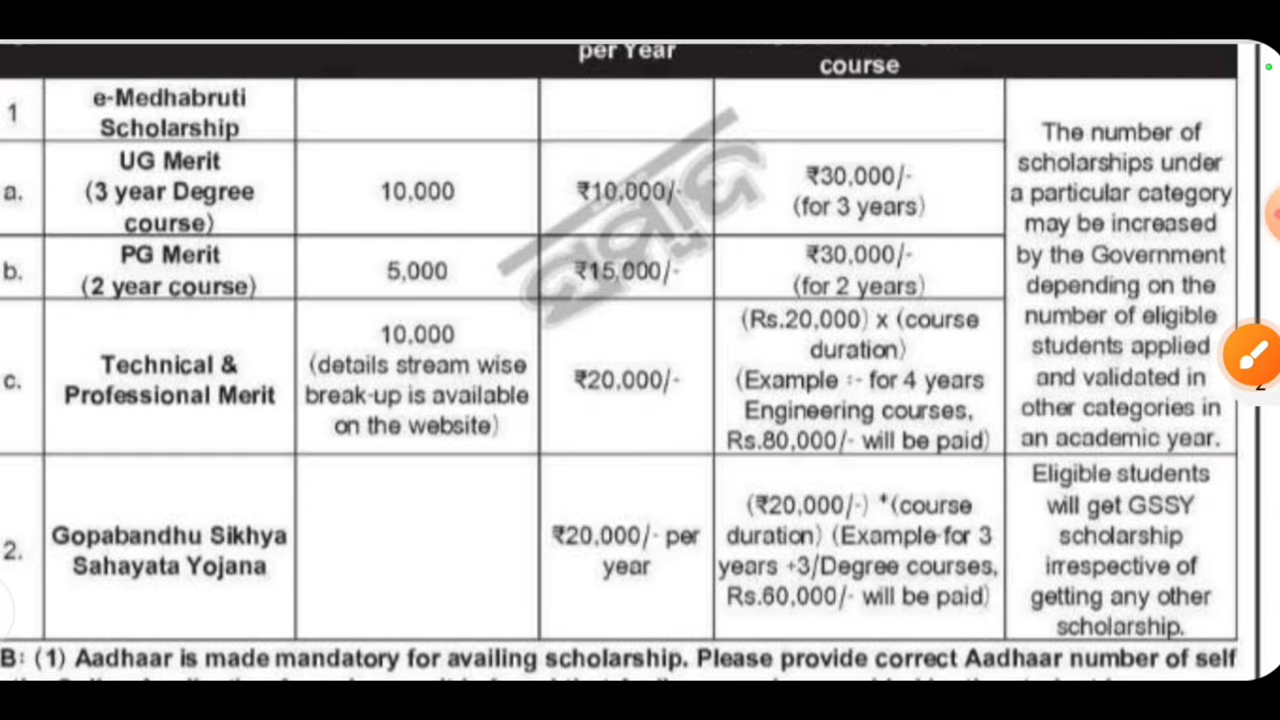 per Year
course
1
e-Medhabruti
Scholarship
a.
UG Merit
(3 year Degree
course)
10,000
₹10,000/-
₹30,000/-
(for 3 years)
b.
PG Merit
(2 year course)
5,000
₹15,000/-
₹30,000/-
(for 2 years)
c.
Technical &
Professional Merit
10,000
(details stream wise
break-up is available
on the website)
₹20,000/-
(Rs.20,000) x (course
duration)
(Example :- for 4 years
Engineering courses,
Rs.80,000/- will be paid)
The number of
scholarships under
a particular category
may be increased
by the Government
depending on the
number of eligible
students applied
and validated in
other categories in
an academic year.
2.
Gopabandhu Sikhya
Sahayata Yojana
₹20,000/- per
year
(₹20,000/-) *(course
duration) (Example-for 3
years +3/Degree courses,
Rs.60,000/- will be paid)
Eligible students
will get GSSY
scholarship
irrespective of
getting any other
scholarship.
B: (1) Aadhaar is made mandatory for availing scholarship. Please provide correct Aadhaar number of self
2